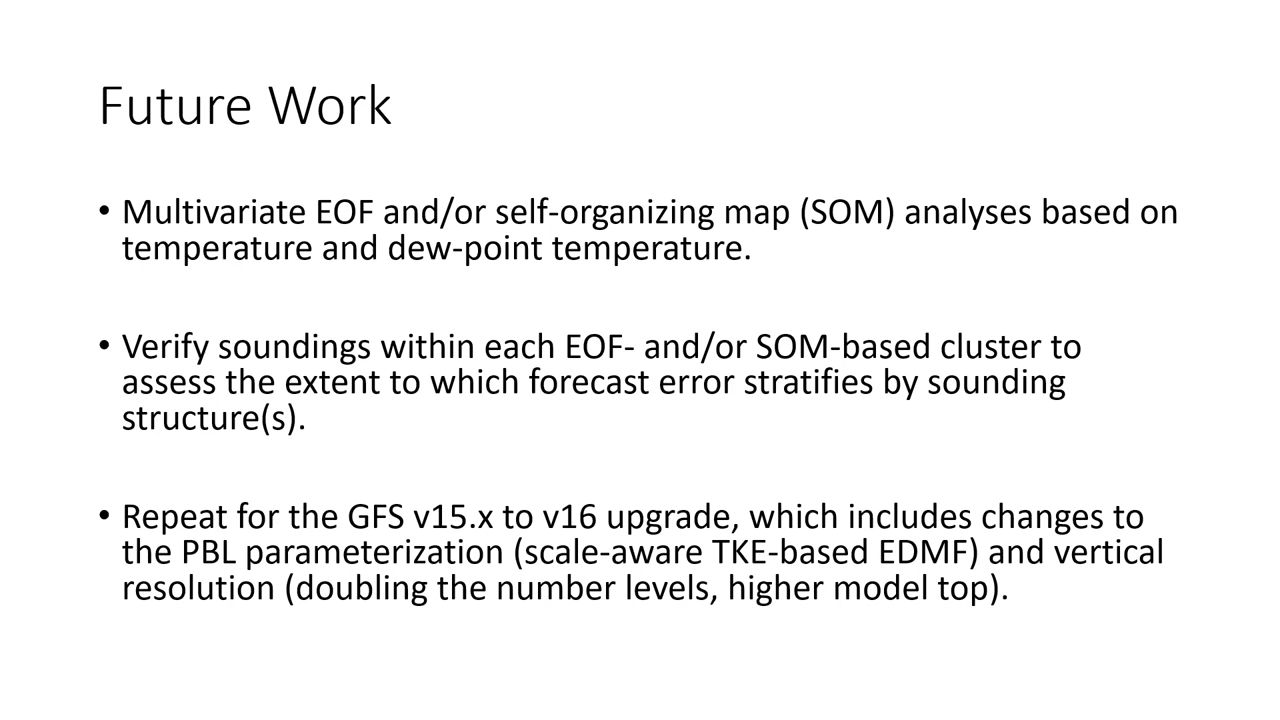 Future Work
• Multivariate EOF and/or self-organizing map (SOM) analyses based on
temperature and dew-point temperature.
• Verify soundings within each EOF- and/or SOM-based cluster to
assess the extent to which forecast error stratifies by sounding
structure(s).
• Repeat for the GFS v15.x to v16 upgrade, which includes changes to
the PBL parameterization (scale-aware TKE-based EDMF) and vertical
resolution (doubling the number levels, higher model top).